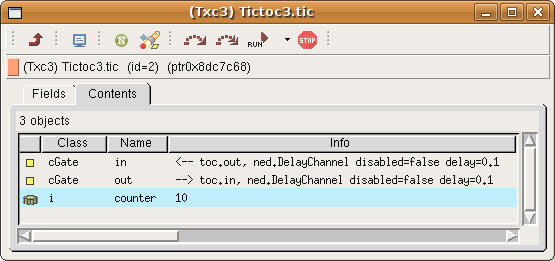 (Txc3) Tictoc3.tic
N RUN STOP
(Txc3) Tictoc3.tic (id=2) (ptr0x8dc7c68)
Fields Contents
3 objects
Class Name Info
cGate in <-- toc.out, ned.DelayChannel disabled=false delay=0.1
cGate out --> toc.in, ned.DelayChannel disabled=false delay=0.1
i counter 10